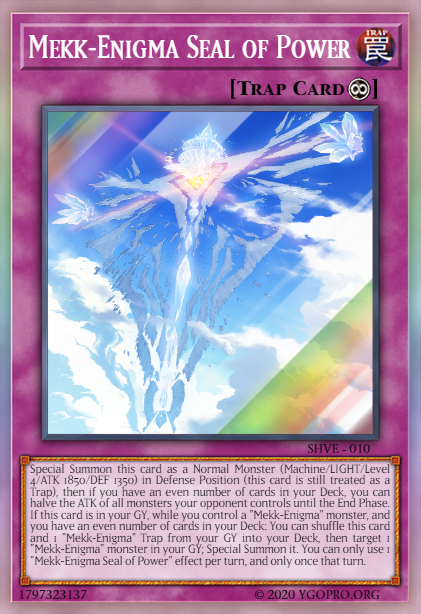 Mekk-Enigma Seal of Power
TRAP
罠
[Trap Card]
SHVE - 010
Special Summon this card as a Normal Monster (Machine/LIGHT/Level
4/ATK 1850/DEF 1350) in Defense Position (this card is still treated as a
Trap), then if you have an even number of cards in your Deck, you can
halve the ATK of all monsters your opponent controls until the End Phase.
If this card is in your GY, while you control a "Mekk-Enigma" monster, and
you have an even number of cards in your Deck: You can shuffle this card
and 1 "Mekk-Enigma" Trap from your GY into your Deck, then target 1
"Mekk-Enigma" monster in your GY; Special Summon it. You can only use 1
"Mekk-Enigma Seal of Power" effect per turn, and only once that turn.
1797323137
© 2020 YGOPRO.ORG